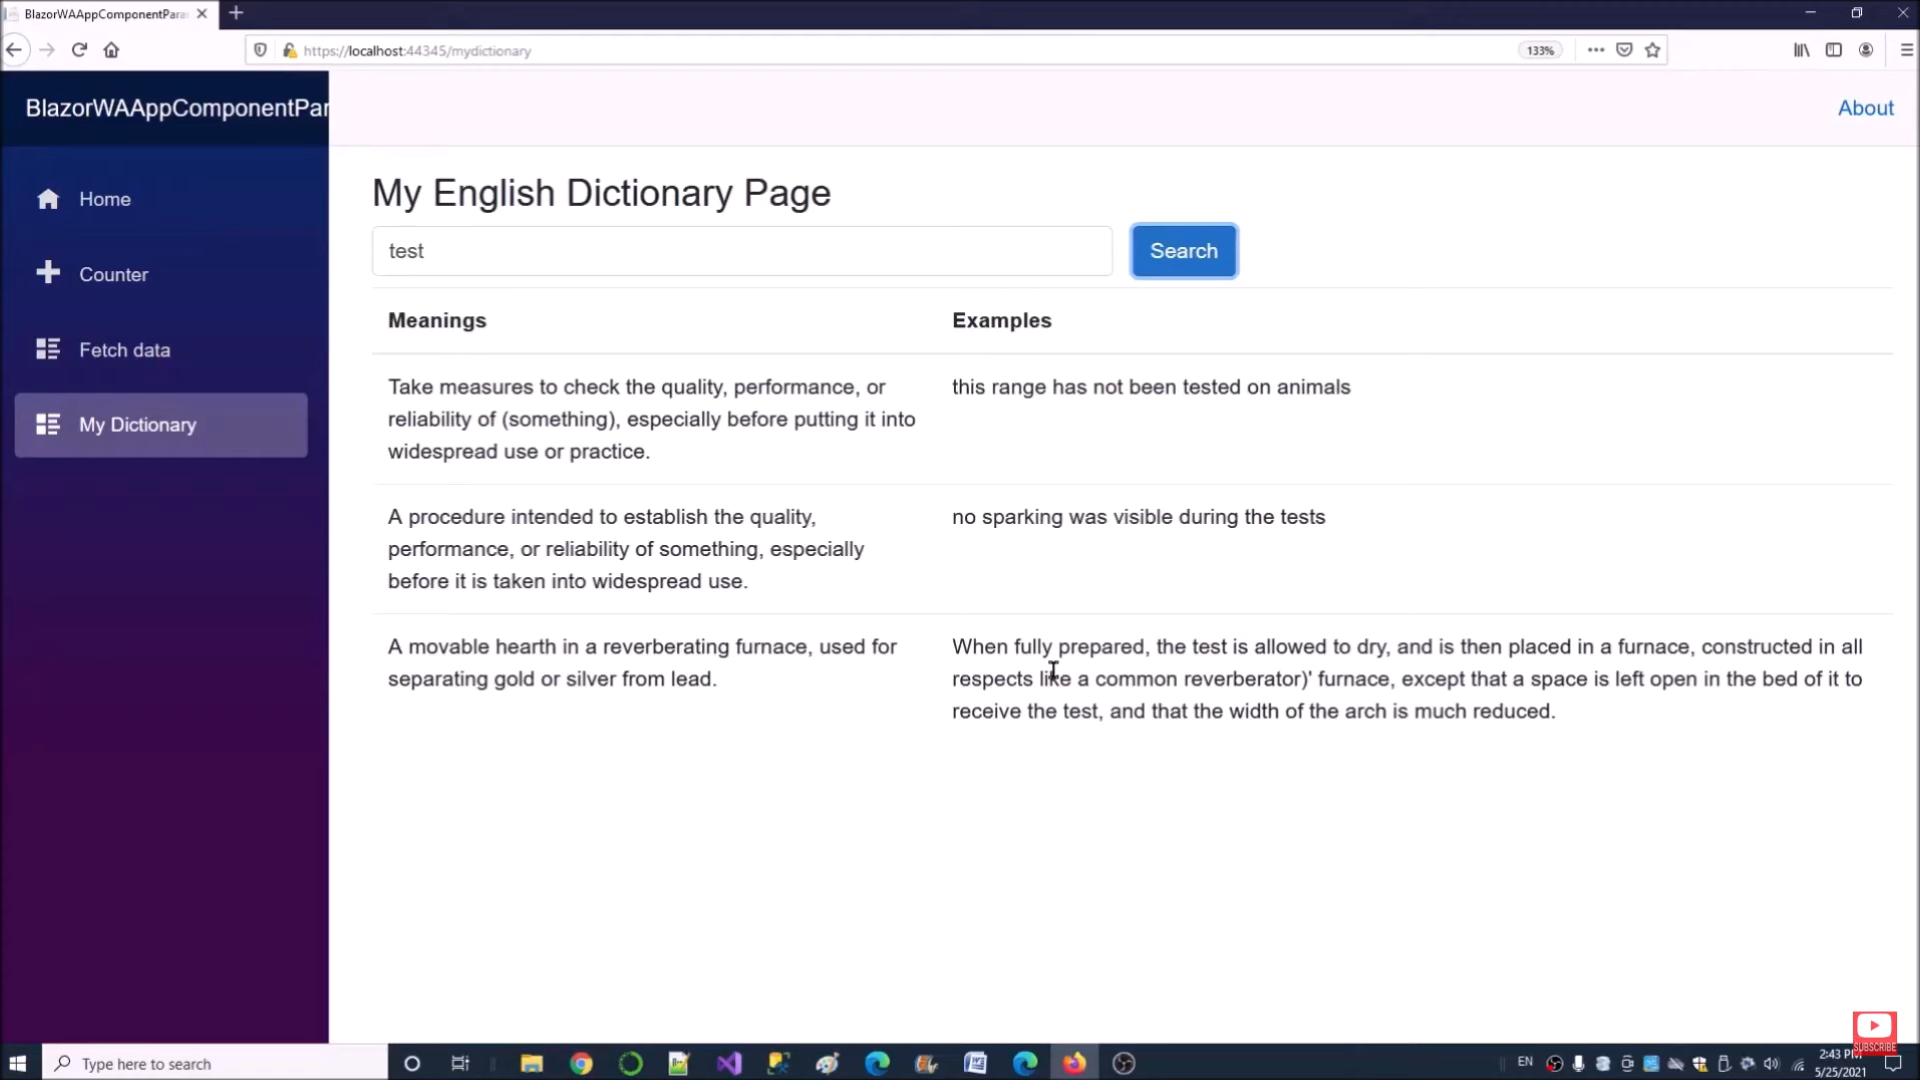 BlazorWAAppComponentPara
https://localhost:44345/mydictionary
133%
BlazorWAAppComponentPar
About
Home
Counter
Fetch data
My Dictionary
My English Dictionary Page
test
Search
Meanings
Examples
Take measures to check the quality, performance, or
reliability of (something), especially before putting it into
widespread use or practice.
this range has not been tested on animals
A procedure intended to establish the quality,
performance, or reliability of something, especially
before it is taken into widespread use.
no sparking was visible during the tests
A movable hearth in a reverberating furnace, used for
separating gold or silver from lead.
When fully prepared, the test is allowed to dry, and is then placed in a furnace, constructed in all
respects like a common reverberator)' furnace, except that a space is left open in the bed of it to
receive the test, and that the width of the arch is much reduced.
SUBSCRIBE
Type here to search
EN
2:43 PM
5/25/2021